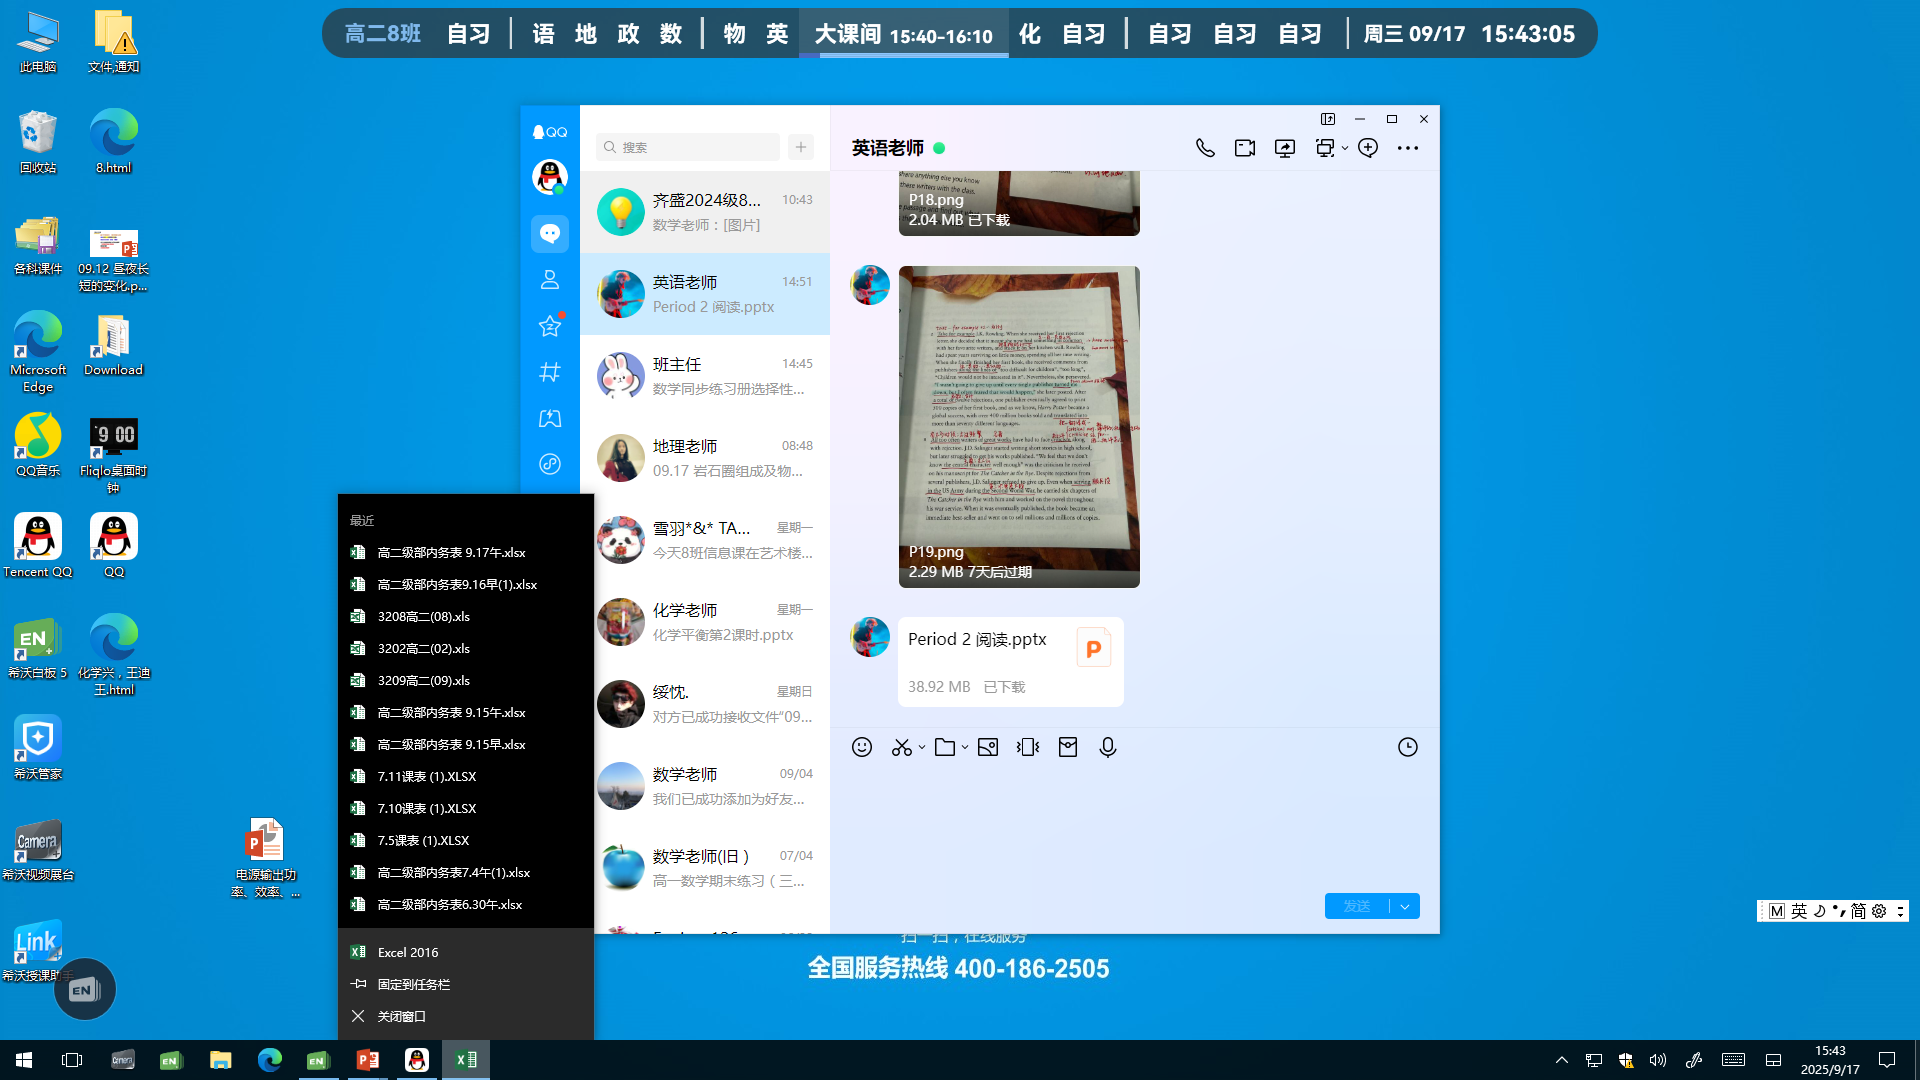 高二8班 自习 | 语 地 政 数 | 物 英 大课间 15:40-16:10 化 自习 | 自习 自习 自习 | 周三 09/17 15:43:05
此电脑
文件,通知
回收站
8.html
各科课件
09.12 昼夜长
短的变化.p...
Microsoft
Edge
Download
QQ音乐
Fliqlo桌面时
钟
9 00
Tencent QQ
QQ
希沃白板 5
化学兴，王迪
王.html
希沃管家
Camera
希沃视频展台
电源输出功
率、效率、...
Link
希沃授课助手
EN
QQ
搜索
齐盛2024级8... 10:43
数学老师：[图片]
英语老师 14:51
Period 2 阅读.pptx
班主任 14:45
数学同步练习册选择性...
地理老师 08:48
09.17 岩石圈组成及物...
雪羽*&* TA... 星期一
今天8班信息课在艺术楼...
化学老师 星期一
化学平衡第2课时.pptx
绥忱. 星期日
对方已成功接收文件“09...
数学老师 09/04
我们已成功添加为好友...
数学老师(旧 ) 07/04
高一数学期末练习（三...
英语老师
P18.png
2.04 MB 已下载
P19.png
2.29 MB 7天后过期
Period 2 阅读.pptx
38.92 MB 已下载
发送
最近
高二级部内务表 9.17午.xlsx
高二级部内务表9.16早(1).xlsx
3208高二(08).xls
3202高二(02).xls
3209高二(09).xls
高二级部内务表 9.15午.xlsx
高二级部内务表 9.15早.xlsx
7.11课表 (1).XLSX
7.10课表 (1).XLSX
7.5课表 (1).XLSX
高二级部内务表7.4午(1).xlsx
高二级部内务表6.30午.xlsx
Excel 2016
固定到任务栏
关闭窗口
扫一扫，在线服务
全国服务热线 400-186-2505
M 英 简
15:43
2025/9/17